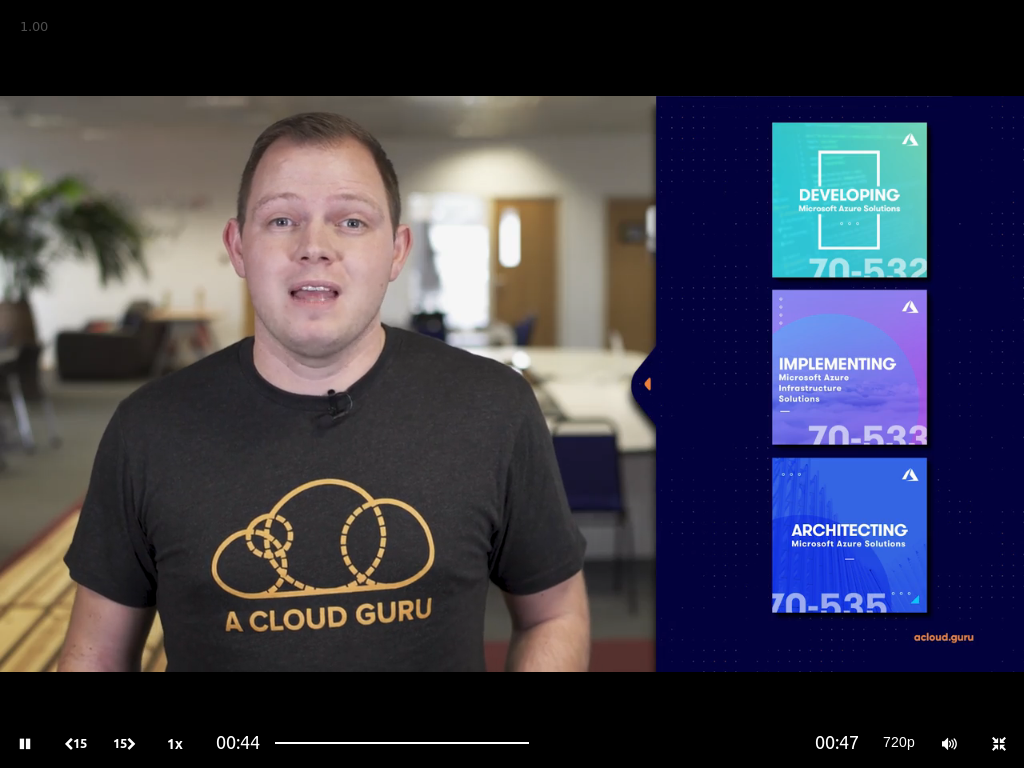 1.00
DEVELOPING
Microsoft Azure Solutions
70-532
IMPLEMENTING
Microsoft Azure
Infrastructure
Solutions
70-533
ARCHITECTING
Microsoft Azure Solutions
70-535
A CLOUD GURU
acloud.guru
15
15
1x
00:44
00:47
720p